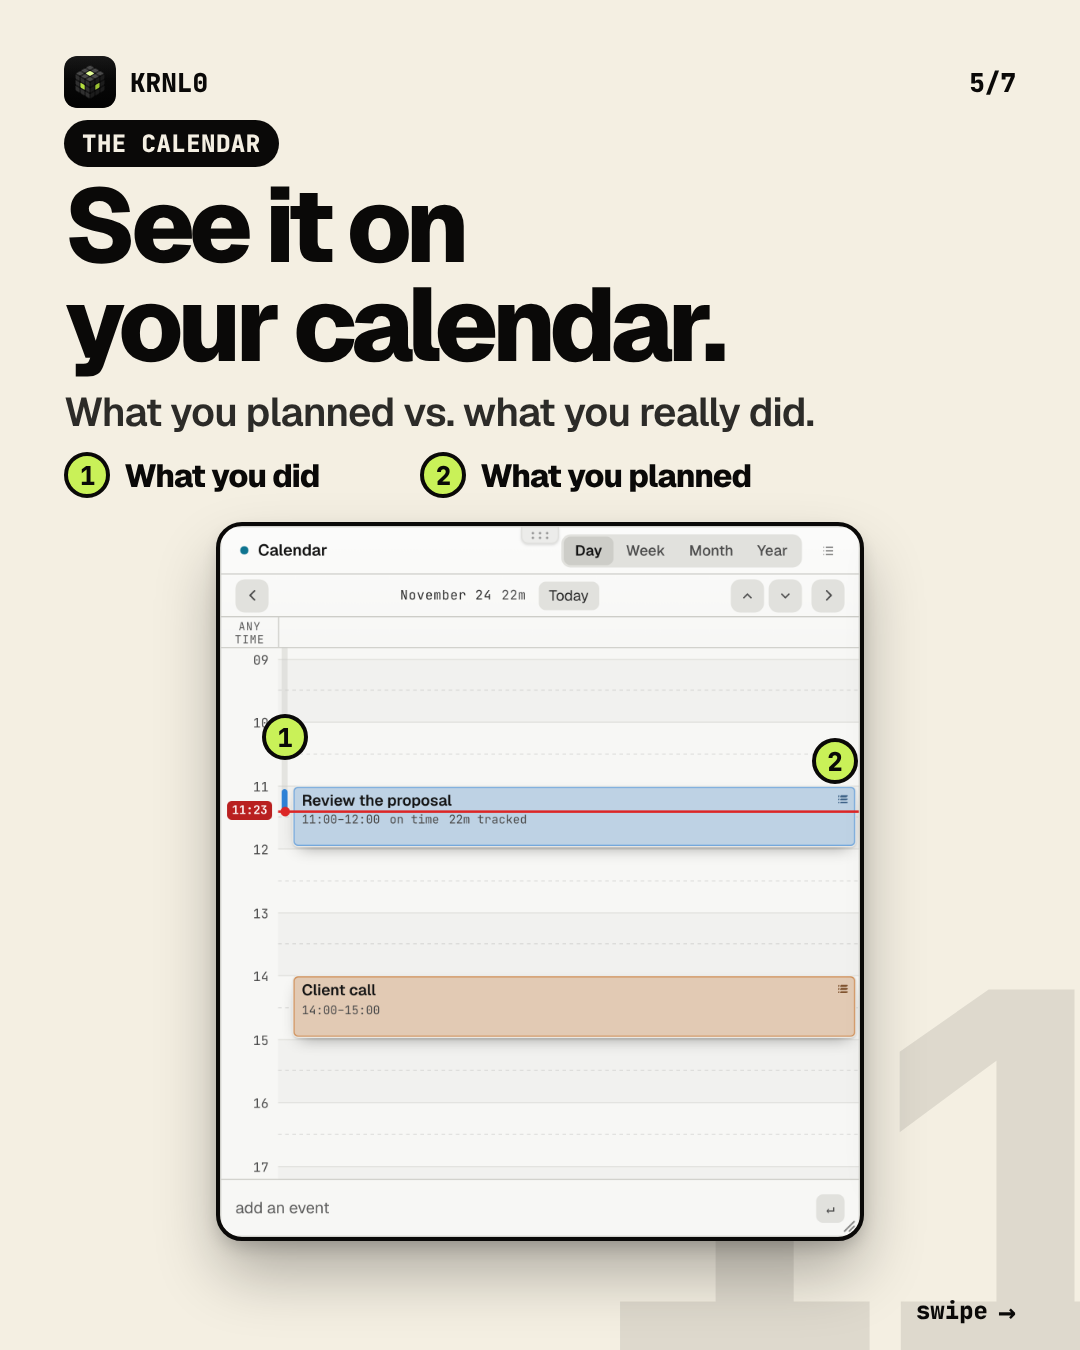 KRNL0
5/7
THE CALENDAR
See it on
your calendar.
What you planned vs. what you really did.
1 What you did
2 What you planned
Calendar
Day Week Month Year
November 24 22m Today
ANY
TIME
09
10
1
2
11
Review the proposal
11:23
11:00–12:00 on time 22m tracked
12
13
14
Client call
14:00–15:00
15
16
17
add an event
11
swipe →